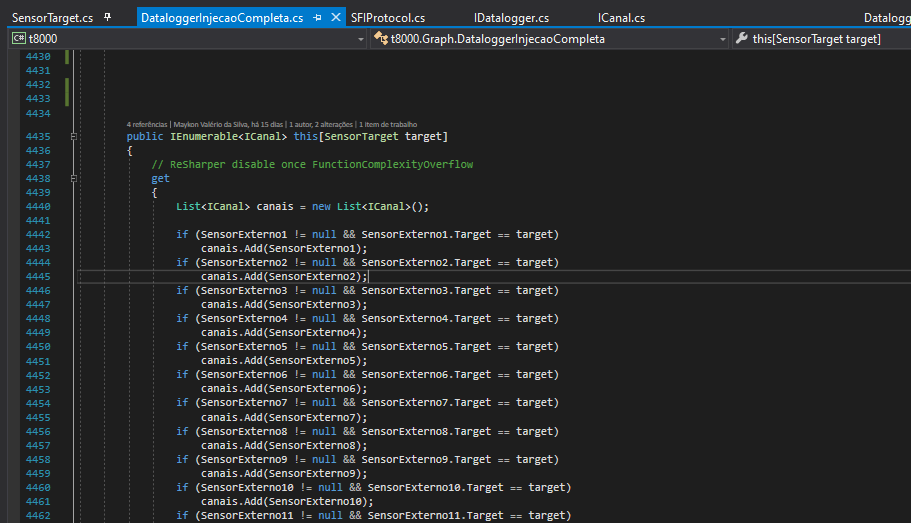 SensorTarget.cs DataloggerInjecaoCompleta.cs SFIProtocol.cs IDatalogger.cs ICanal.cs Datalogg
C# t8000 t8000.Graph.DataloggerInjecaoCompleta this[SensorTarget target]
4430
4431
4432
4433
4434
4 referências | Maykon Valério da Silva, há 15 dias | 1 autor, 2 alterações | 1 item de trabalho
4435 public IEnumerable<ICanal> this[SensorTarget target]
4436 {
4437 // ReSharper disable once FunctionComplexityOverflow
4438 get
4439 {
4440 List<ICanal> canais = new List<ICanal>();
4441
4442 if (SensorExterno1 != null && SensorExterno1.Target == target)
4443 canais.Add(SensorExterno1);
4444 if (SensorExterno2 != null && SensorExterno2.Target == target)
4445 canais.Add(SensorExterno2);
4446 if (SensorExterno3 != null && SensorExterno3.Target == target)
4447 canais.Add(SensorExterno3);
4448 if (SensorExterno4 != null && SensorExterno4.Target == target)
4449 canais.Add(SensorExterno4);
4450 if (SensorExterno5 != null && SensorExterno5.Target == target)
4451 canais.Add(SensorExterno5);
4452 if (SensorExterno6 != null && SensorExterno6.Target == target)
4453 canais.Add(SensorExterno6);
4454 if (SensorExterno7 != null && SensorExterno7.Target == target)
4455 canais.Add(SensorExterno7);
4456 if (SensorExterno8 != null && SensorExterno8.Target == target)
4457 canais.Add(SensorExterno8);
4458 if (SensorExterno9 != null && SensorExterno9.Target == target)
4459 canais.Add(SensorExterno9);
4460 if (SensorExterno10 != null && SensorExterno10.Target == target)
4461 canais.Add(SensorExterno10);
4462 if (SensorExterno11 != null && SensorExterno11.Target == target)